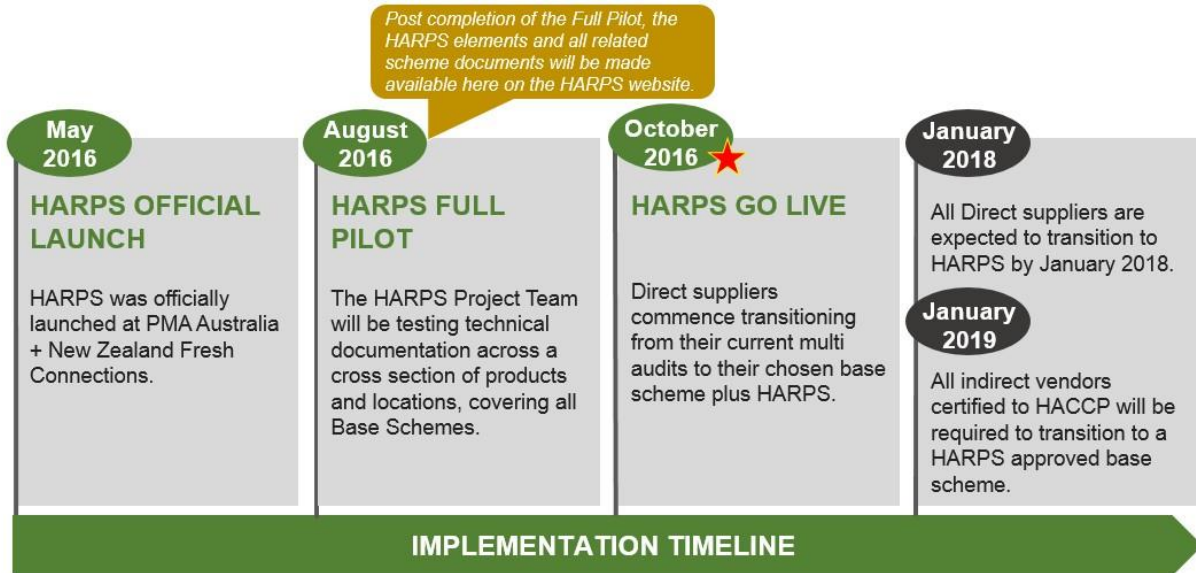 Post completion of the Full Pilot, the
HARPS elements and all related
scheme documents will be made
available here on the HARPS website.
May
2016
HARPS OFFICIAL
LAUNCH
HARPS was officially
launched at PMA Australia
+ New Zealand Fresh
Connections.
August
2016
HARPS FULL
PILOT
The HARPS Project Team
will be testing technical
documentation across a
cross section of products
and locations, covering all
Base Schemes.
October
2016
HARPS GO LIVE
Direct suppliers
commence transitioning
from their current multi
audits to their chosen base
scheme plus HARPS.
January
2018
All Direct suppliers are
expected to transition to
HARPS by January 2018.
January
2019
All indirect vendors
certified to HACCP will be
required to transition to a
HARPS approved base
scheme.
IMPLEMENTATION TIMELINE